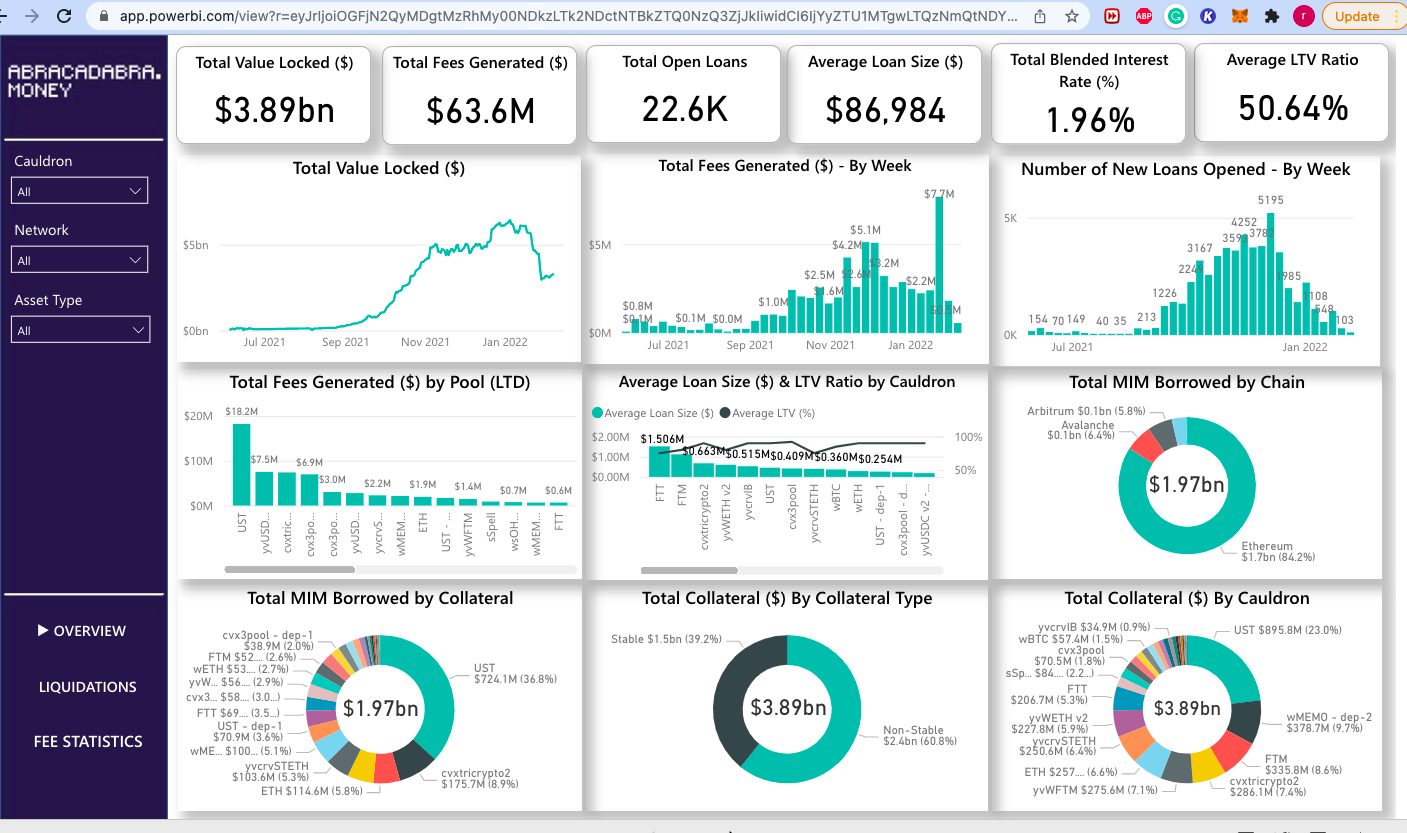 app.powerbi.com/view?r=eyJrIjoiOGFjN2QyMDgtMzRhMy00NDkzLTk2NDctNTBkZTQ0NzQ3ZjJkIiwidCI6IjYyZTU1MTgwLTQzNmQtNDY...
ABP
r
Update
ABRACADABRA.
MONEY
Cauldron
All
Network
All
Asset Type
All
OVERVIEW
LIQUIDATIONS
FEE STATISTICS
Total Value Locked ($)
$3.89bn
Total Fees Generated ($)
$63.6M
Total Open Loans
22.6K
Average Loan Size ($)
$86,984
Total Blended Interest
Rate (%)
1.96%
Average LTV Ratio
50.64%
Total Value Locked ($)
$5bn
$0bn
Jul 2021 Sep 2021 Nov 2021 Jan 2022
Total Fees Generated ($) - By Week
$7.7M
$5.1M
$5M
$4.2M
$3.2M
$2.5M $2.6M
$2.2M
$1.6M
$1.0M
$0.8M
$0.1M $0.1M $0.0M
$0.5M
$0M
Jul 2021 Sep 2021 Nov 2021 Jan 2022
Number of New Loans Opened - By Week
5195
5K
4252
3787
3167
1985
1226
1108
548
154 70 149 40 35 213
103
0K
Jul 2021 Jan 2022
Total Fees Generated ($) by Pool (LTD)
$20M
$18.2M
$10M
$7.5M
$6.9M
$3.0M
$2.2M
$1.9M
$1.4M
$0.7M
$0.6M
$0M
UST
yvUSD...
cvxtric...
cvx3po...
cvx3po...
yvUSD...
yvcrvS...
wMEM...
ETH
UST - ...
yvWFTM
sSpell
wsOH...
wMEM...
FTT
Average Loan Size ($) & LTV Ratio by Cauldron
Average Loan Size ($) Average LTV (%)
$2.00M 100%
$1.506M
$1.00M
$0.663M $0.515M $0.409M $0.360M $0.254M
50%
$0.00M
FTT
FTM
cvxtricrypto2
yvWETH v2
yvcrvIB
UST
cvx3pool
yvcrvSTETH
wBTC
wETH
UST - dep-1
cvx3pool - d...
yvUSDC v2 -...
Total MIM Borrowed by Chain
Arbitrum $0.1bn (5.8%)
Avalanche
$0.1bn (6.4%)
$1.97bn
Ethereum
$1.7bn (84.2%)
Total MIM Borrowed by Collateral
cvx3pool - dep-1
$38.9M (2.0%)
FTM $52.... (2.6%)
wETH $53.... (2.7%)
yvW... $56.... (2.9%)
cvx3... $58.... (3.0...)
FTT $69.... (3.5...)
UST - dep-1
$70.9M (3.6%)
wME... $100... (5.1%)
yvcrvSTETH
$103.6M (5.3%)
ETH $114.6M (5.8%)
$1.97bn
UST
$724.1M (36.8%)
cvxtricrypto2
$175.7M (8.9%)
Total Collateral ($) By Collateral Type
Stable $1.5bn (39.2%)
$3.89bn
Non-Stable
$2.4bn (60.8%)
Total Collateral ($) By Cauldron
yvcrvIB $34.9M (0.9%)
wBTC $57.4M (1.5%)
cvx3pool
$70.5M (1.8%)
sSp... $84.... (2.2...)
FTT
$206.7M (5.3%)
yvWETH v2
$227.8M (5.9%)
yvcrvSTETH
$250.6M (6.4%)
ETH $257.... (6.6%)
yvWFTM $275.6M (7.1%)
$3.89bn
UST $895.8M (23.0%)
wMEMO - dep-2
$378.7M (9.7%)
FTM
$335.8M (8.6%)
cvxtricrypto2
$286.1M (7.4%)